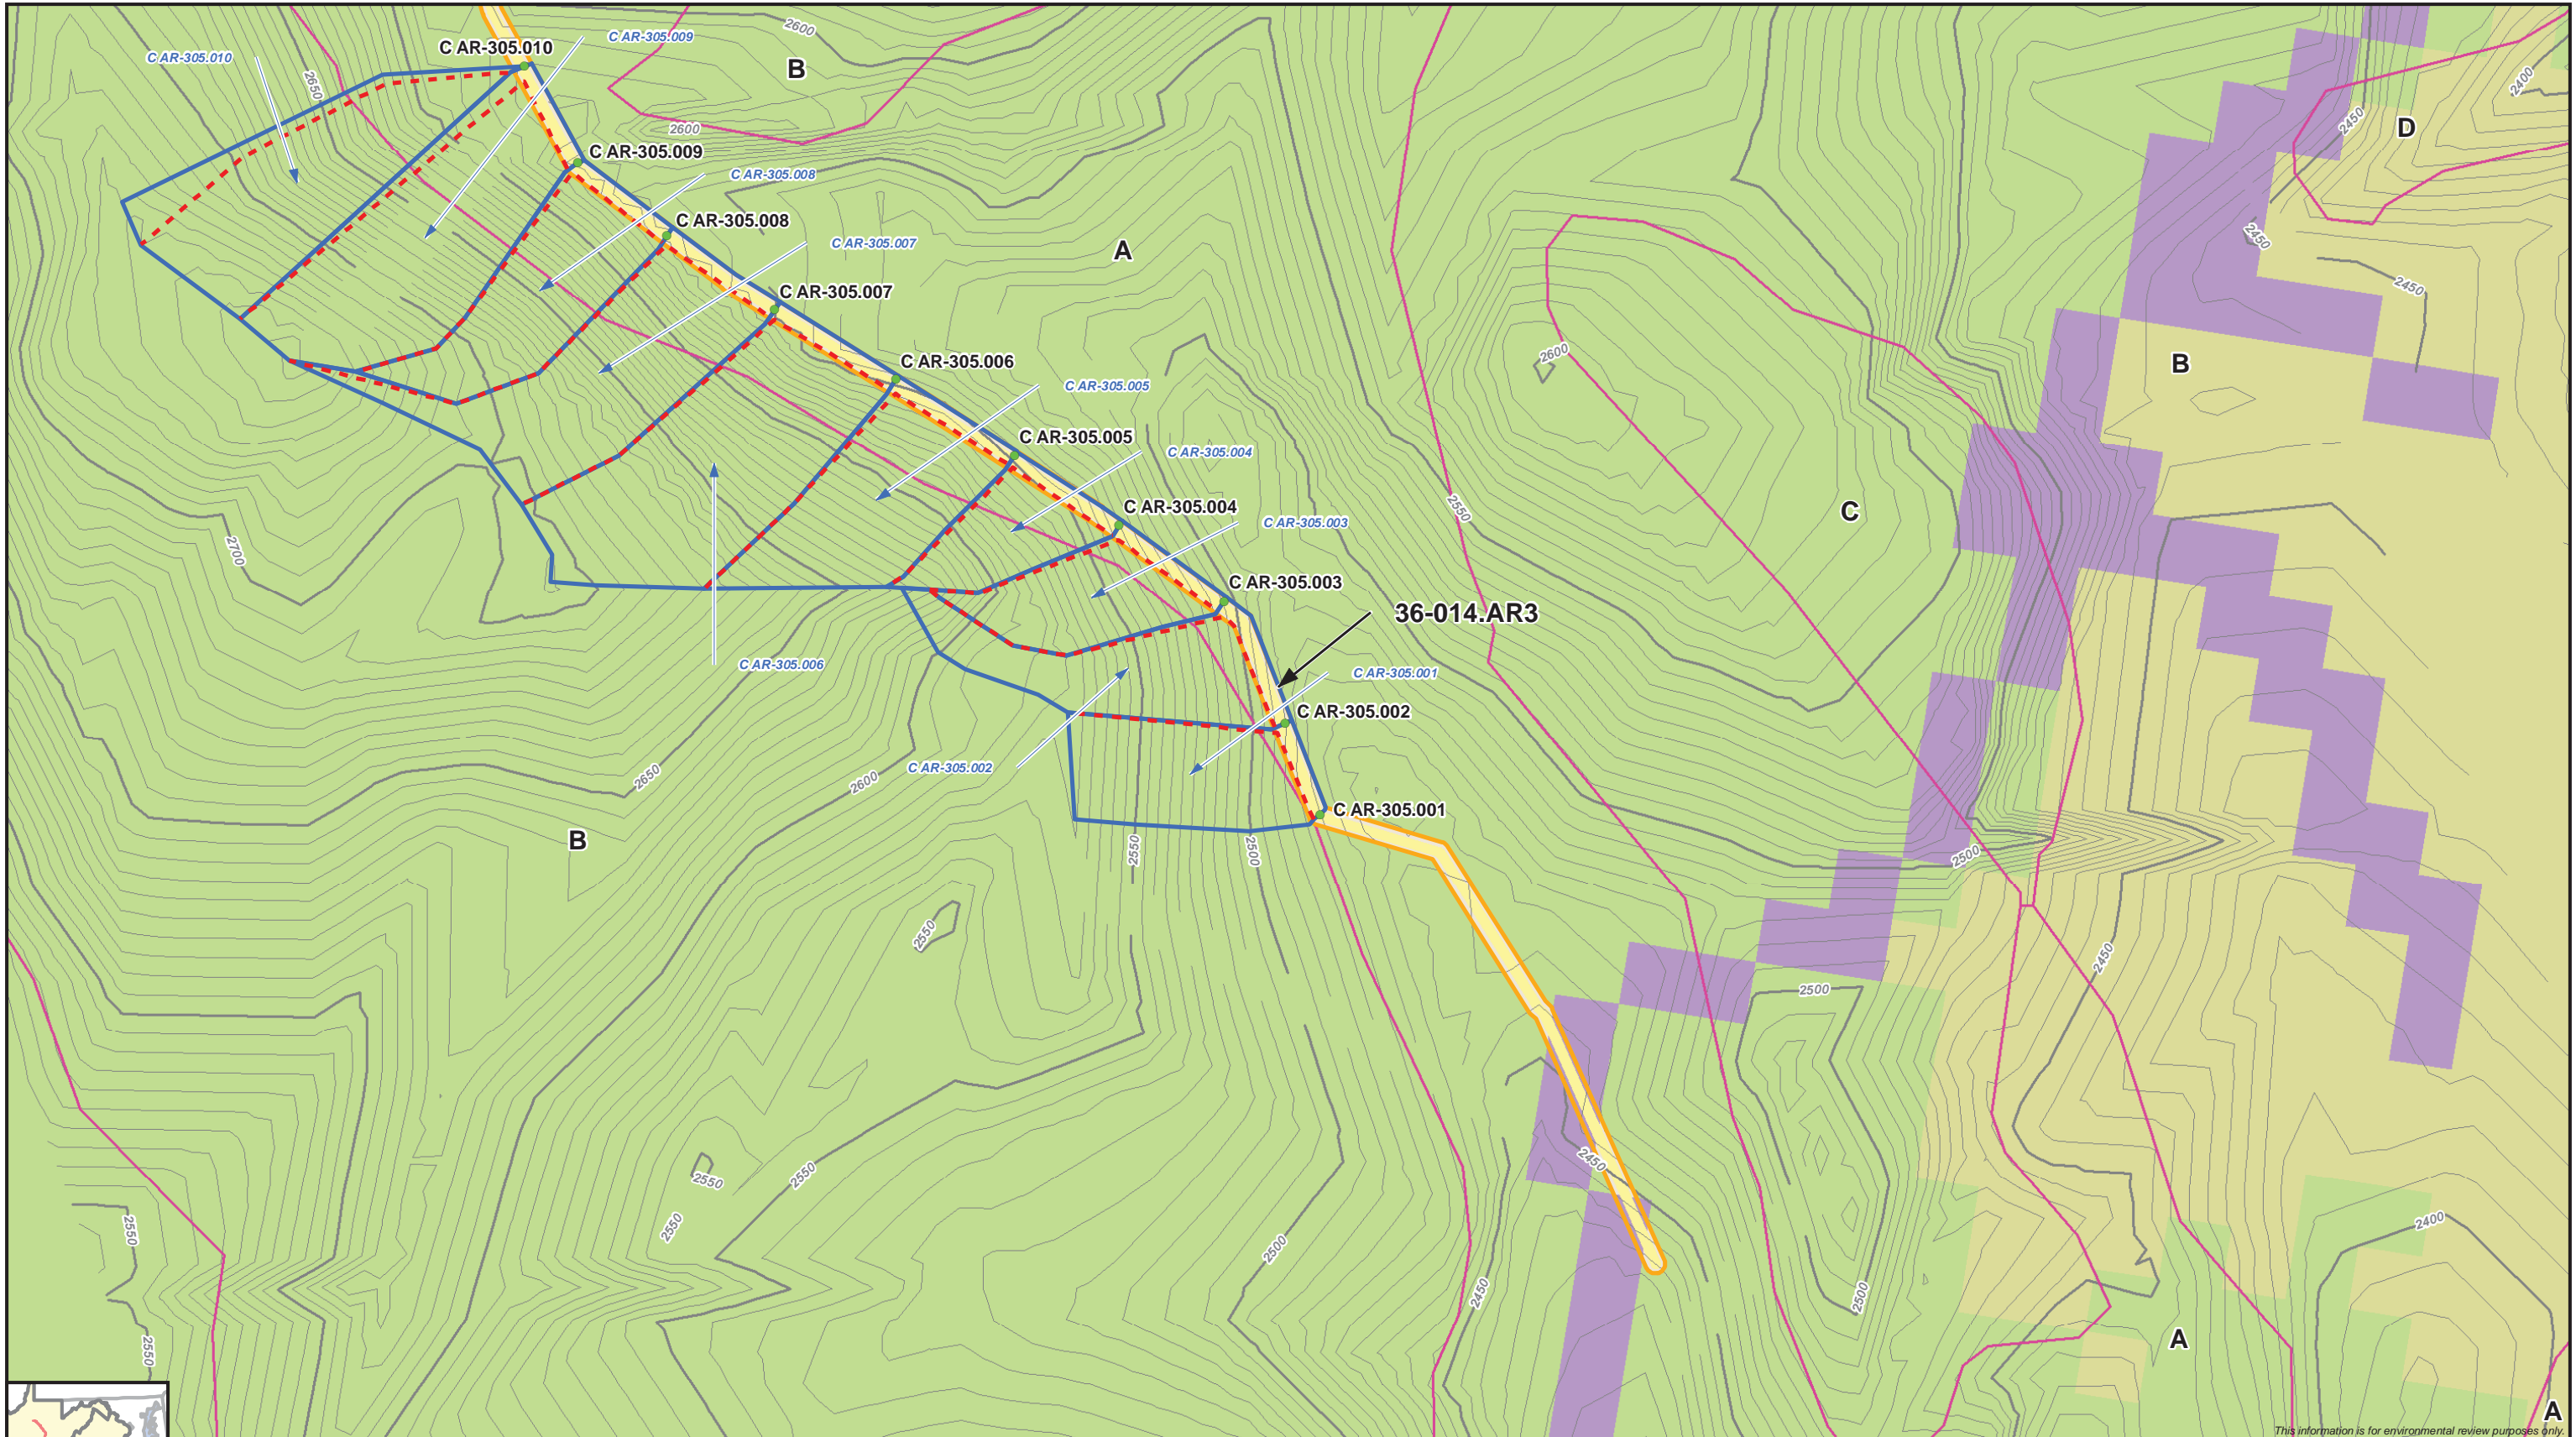 2600
C AR-305.009
C AR-305.010
C AR-305.010
B
2650
2400
2450
D
2600
C AR-305.009
C AR-305.008
C AR-305.008
2450
C AR-305.007
A
2450
C AR-305.007
2600
B
C AR-305.006
C AR-305.005
C AR-305.005
C AR-305.004
C AR-305.004
2550
C
C AR-305.003
2700
C AR-305.003
36-014.AR3
C AR-305.006
C AR-305.001
C AR-305.002
C AR-305.002
2650
2600
C AR-305.001
B
2550
2500
2500
2550
2450
2500
2450
2550
2550
2550
2550
2400
2500
2450
2500
2550
A
A
This information is for environmental review purposes only.